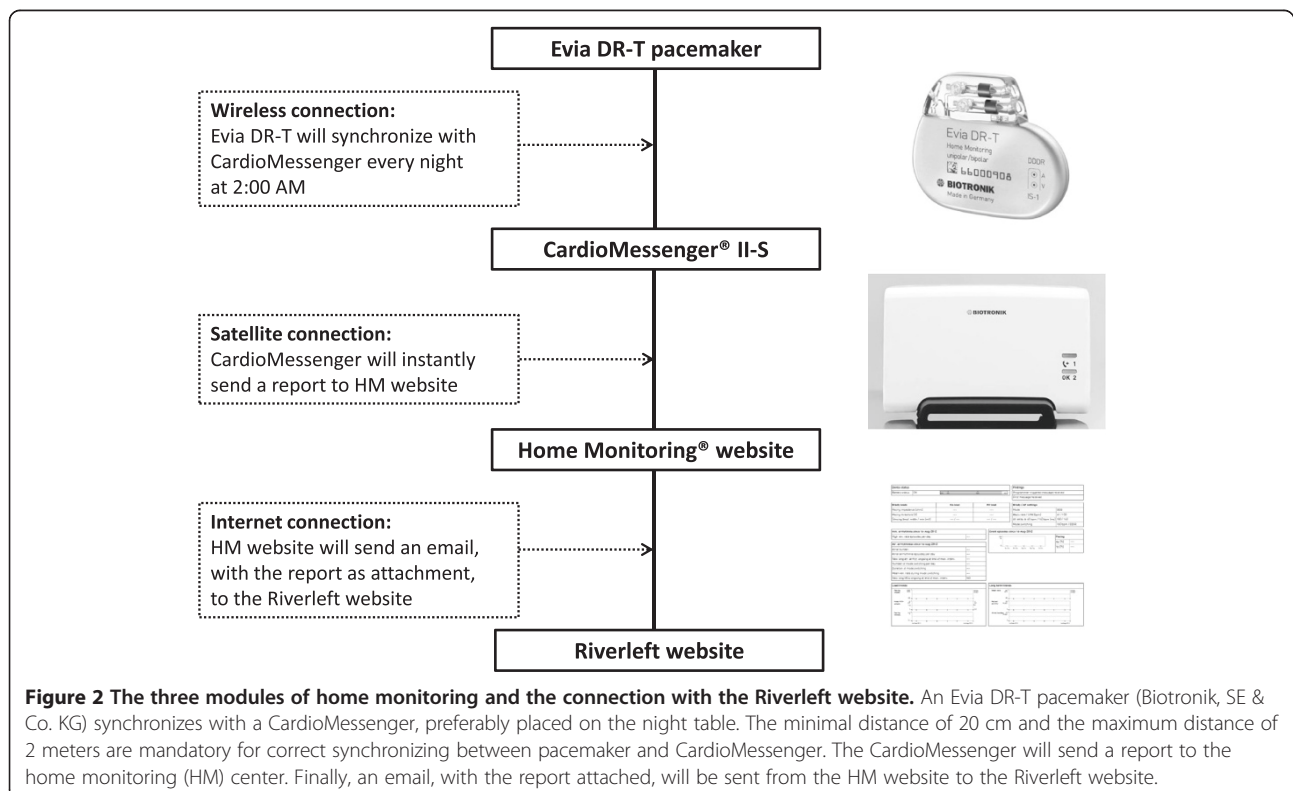 Evia DR-T pacemaker
Wireless connection:
Evia DR-T will synchronize with
CardioMessenger every night
at 2:00 AM
Evia DR-T
Home Monitoring
unipolar/bipolar
66000908
BIOTRONIK
Made in Germany
DDDR
A
V
IS-1
CardioMessenger® II-S
Satellite connection:
CardioMessenger will instantly
send a report to HM website
BIOTRONIK
1
OK 2
Home Monitoring® website
Internet connection:
HM website will send an email,
with the report as attachment,
to the Riverleft website
Riverleft website
Figure 2 The three modules of home monitoring and the connection with the Riverleft website. An Evia DR-T pacemaker (Biotronik, SE &
Co. KG) synchronizes with a CardioMessenger, preferably placed on the night table. The minimal distance of 20 cm and the maximum distance of
2 meters are mandatory for correct synchronizing between pacemaker and CardioMessenger. The CardioMessenger will send a report to the
home monitoring (HM) center. Finally, an email, with the report attached, will be sent from the HM website to the Riverleft website.